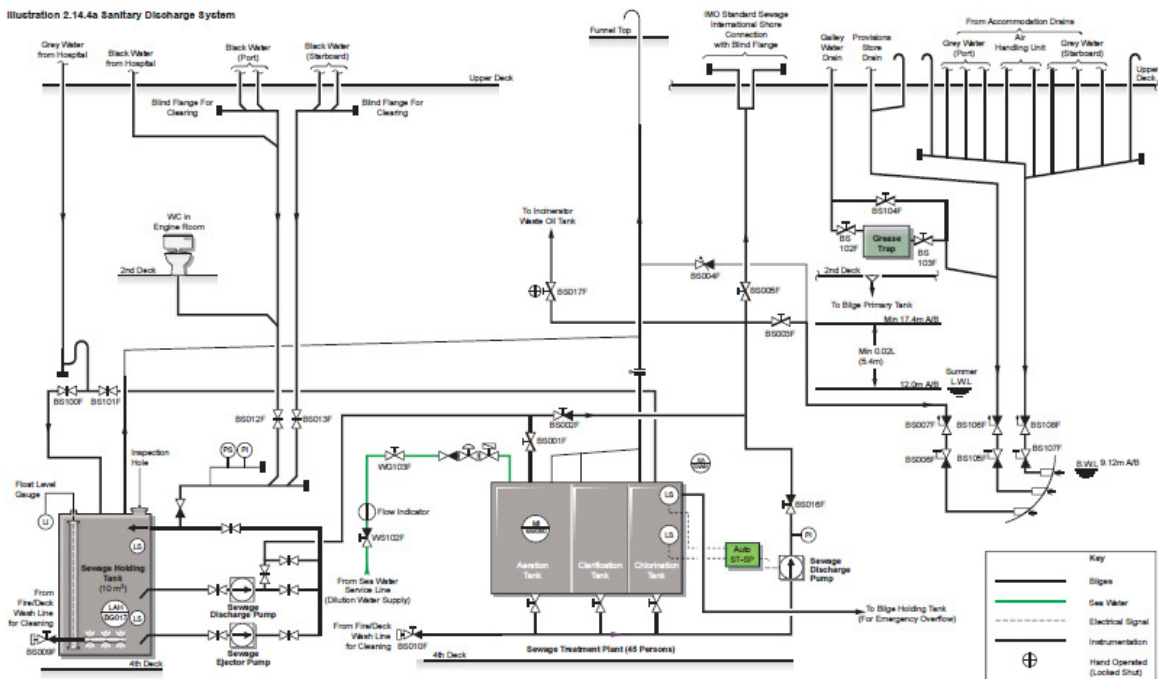 Illustration 2.14.4a Sanitary Discharge System
Grey Water
from Hospital
Black Water
from Hospital
Black Water
(Port)
Black Water
(Starboard)
Upper Deck
Blind Flange For
Clearing
Blind Flange For
Clearing
Funnel Top
IMO Standard Sewage
International Shore
Connection
with Blind Flange
From Accommodation Drains
Galley
Water
Drain
Provisions
Store
Drain
Grey Water
(Port)
Air
Handling Unit
Grey Water
(Starboard)
Upper
Deck
WC in
Engine Room
2nd Deck
To Incinerator
Waste Oil Tank
BS017F
BS004F
BS005F
BS003F
BS104F
BS
102F
Grease
Trap
BS
103F
2nd Deck
To Bilge Primary Tank
Min 17.4m A/B
Min 0.02L
(5.4m)
12.0m A/B
Summer
L.W.L
BS100F
BS101F
BS012F
BS013F
BS002F
BS001F
BS007F
BS106F
BS108F
BS006F
BS105F
BS107F
B.W.L
9.12m A/B
Inspection
Hole
PS
PI
WG103F
Float Level
Gauge
LI
LS
Flow Indicator
WS102F
MI
LS
LS
BS016F
PI
Sewage Holding
Tank
(10 m³)
LAH
BG017
LS
Aeration
Tank
Clarification
Tank
Chlorination
Tank
Auto
ST-SP
Sewage
Discharge
Pump
From
Fire/Deck
Wash Line
for Cleaning
BS009F
Sewage
Discharge Pump
Sewage
Ejector Pump
4th Deck
From Sea Water
Service Line
(Dilution Water Supply)
From Fire/Deck
Wash Line
for Cleaning
BS010F
4th Deck
Sewage Treatment Plant (45 Persons)
To Bilge Holding Tank
(For Emergency Overflow)
Key
Bilges
Sea Water
Electrical Signal
Instrumentation
Hand Operated
(Locked Shut)